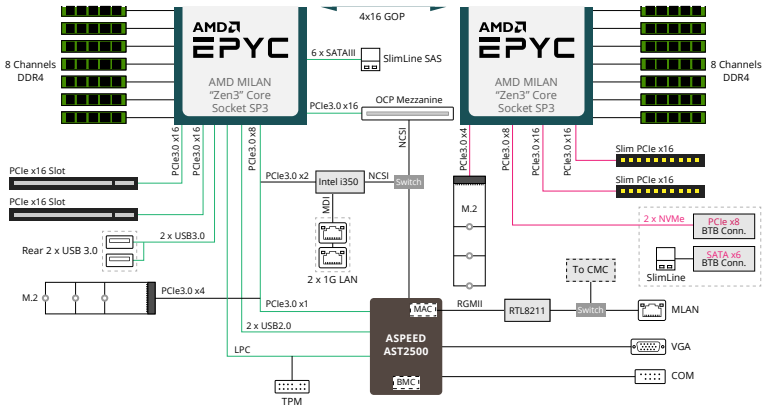 4x16 GOP
AMD
EPYC
AMD
EPYC
8 Channels
DDR4
6 x SATAIII
SlimLine SAS
8 Channels
DDR4
AMD MILAN
“Zen3” Core
Socket SP3
AMD MILAN
“Zen3” Core
Socket SP3
OCP Mezzanine
PCIe3.0 x16
PCIe3.0 x16
PCIe3.0 x16
PCIe3.0 x8
NCSI
PCIe3.0 x4
PCIe3.0 x8
PCIe3.0 x16
PCIe3.0 x16
Slim PCIe x16
PCIe x16 Slot
PCIe3.0 x2
Intel i350
NCSI
Switch
Slim PCIe x16
PCIe x16 Slot
MDI
M.2
2 x NVMe
PCIe x8
BTB Conn.
2 x USB3.0
Rear 2 x USB 3.0
SATA x6
BTB Conn.
SlimLine
2 x 1G LAN
To CMC
M.2
PCIe3.0 x4
PCIe3.0 x1
MAC
RGMII
RTL8211
Switch
MLAN
2 x USB2.0
ASPEED
AST2500
LPC
VGA
BMC
COM
TPM